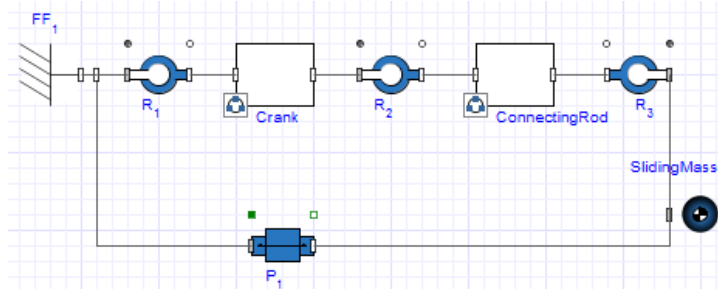 FF₁
R₁
Crank
R₂
ConnectingRod
R₃
SlidingMass
P₁